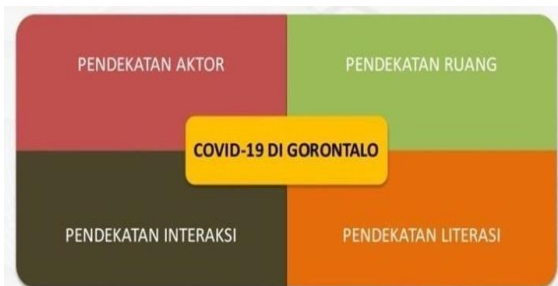 PENDEKATAN AKTOR
PENDEKATAN RUANG
COVID-19 DI GORONTALO
PENDEKATAN INTERAKSI
PENDEKATAN LITERASI